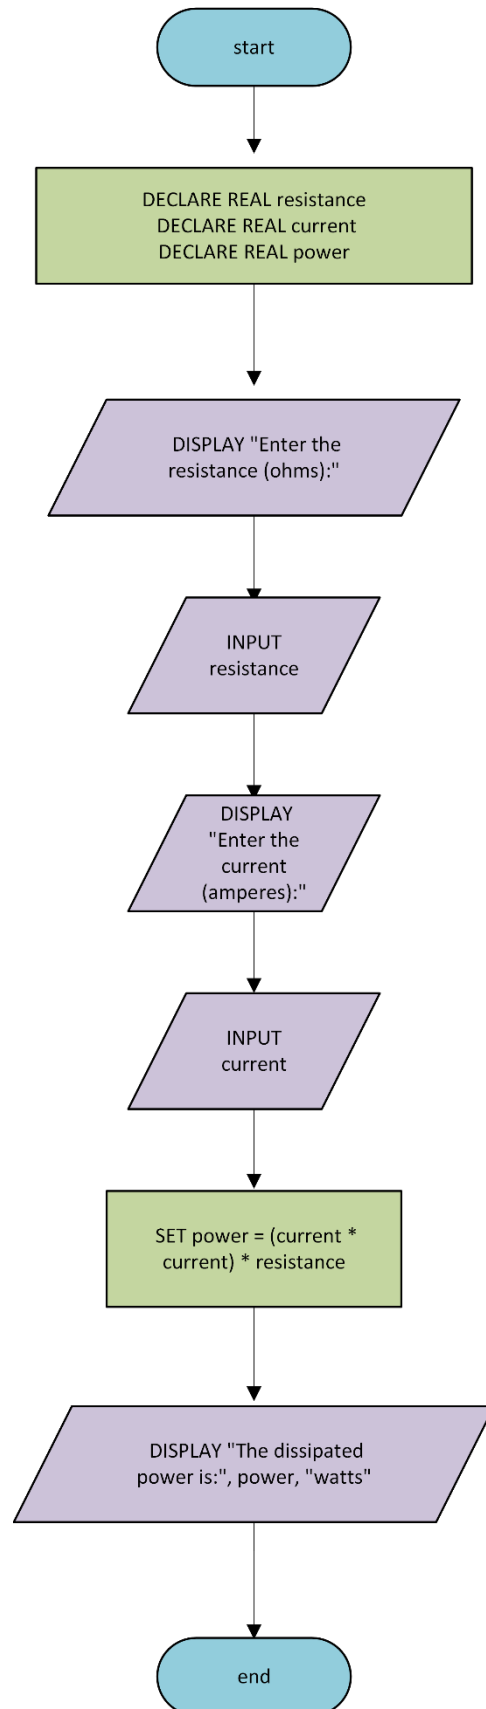 start
DECLARE REAL resistance
DECLARE REAL current
DECLARE REAL power
DISPLAY "Enter the
resistance (ohms):"
INPUT
resistance
DISPLAY
"Enter the
current
(amperes):"
INPUT
current
SET power = (current *
current) * resistance
DISPLAY "The dissipated
power is:", power, "watts"
end